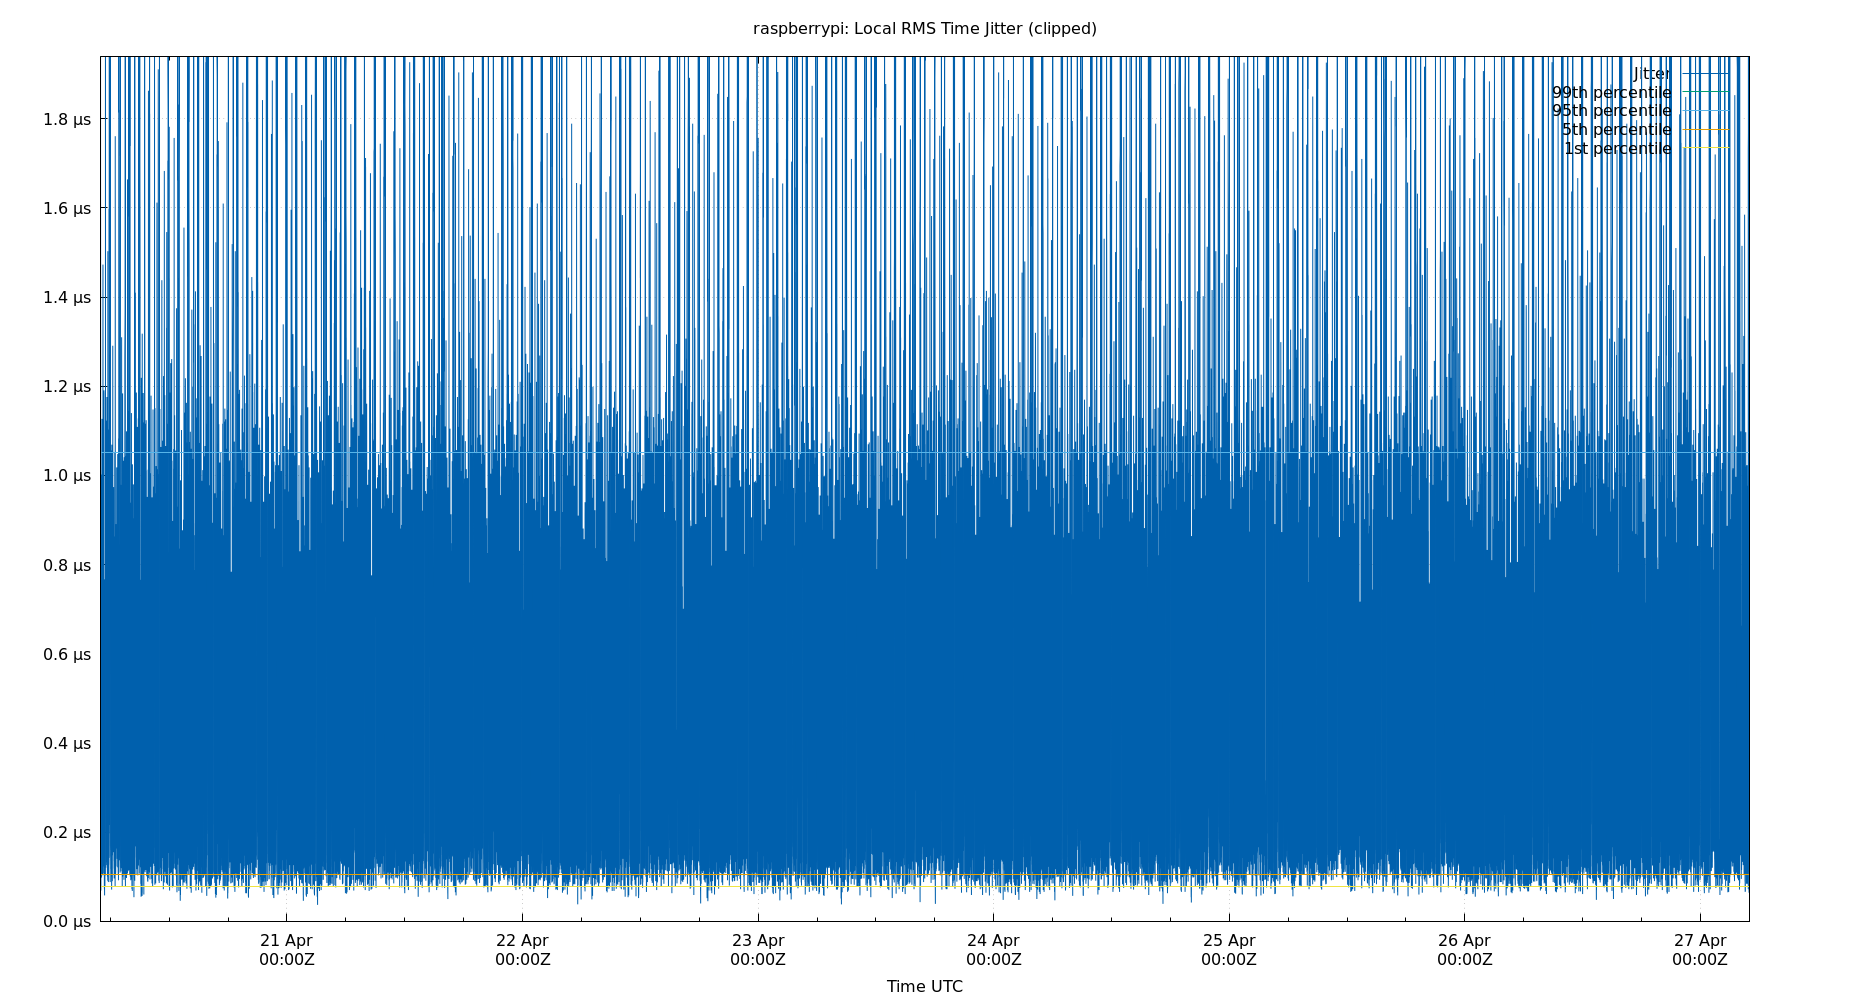 raspberrypi: Local RMS Time Jitter (clipped)
Jitter
99th percentile
95th percentile
5th percentile
1st percentile
1.8 µs
1.6 µs
1.4 µs
1.2 µs
1.0 µs
0.8 µs
0.6 µs
0.4 µs
0.2 µs
0.0 µs
21 Apr 22 Apr 23 Apr 24 Apr 25 Apr 26 Apr 27 Apr
00:00Z 00:00Z 00:00Z 00:00Z 00:00Z 00:00Z 00:00Z
Time UTC